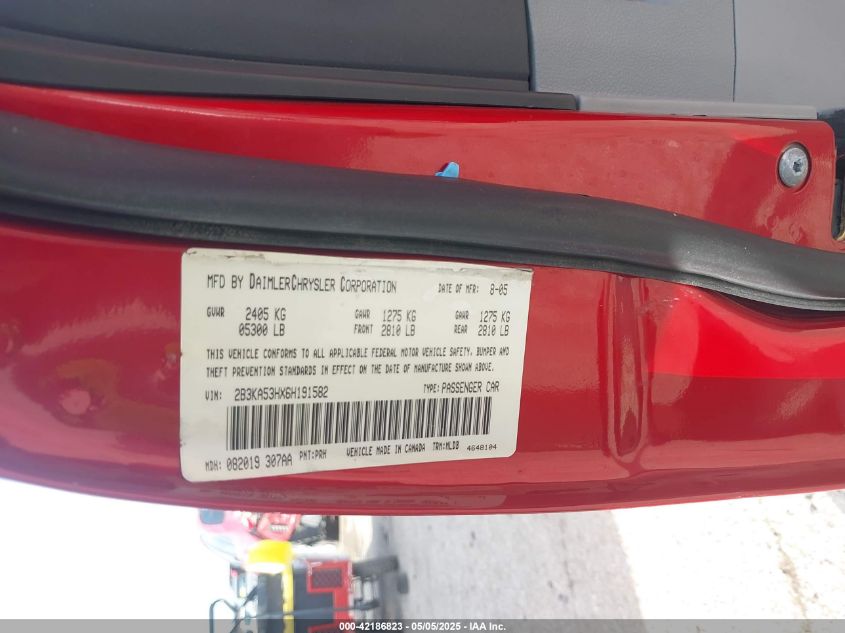 MFD BY DAIMLERCHRYSLER CORPORATION DATE OF MFR: 8-05
GVWR 2405 KG GAWR 1275 KG GAWR 1275 KG
05300 LB FRONT 2810 LB REAR 2810 LB
THIS VEHICLE CONFORMS TO ALL APPLICABLE FEDERAL MOTOR VEHICLE SAFETY, BUMPER AND
THEFT PREVENTION STANDARDS IN EFFECT ON THE DATE OF MANUFACTURE SHOWN ABOVE.
VIN: 2B3KA53HX6H191582 TYPE: PASSENGER CAR
MDH: 082019 307AA PNT: PRH VEHICLE MADE IN CANADA TRM: MLD8 4648104
000-42186823 - 05/05/2025 - IAA Inc.